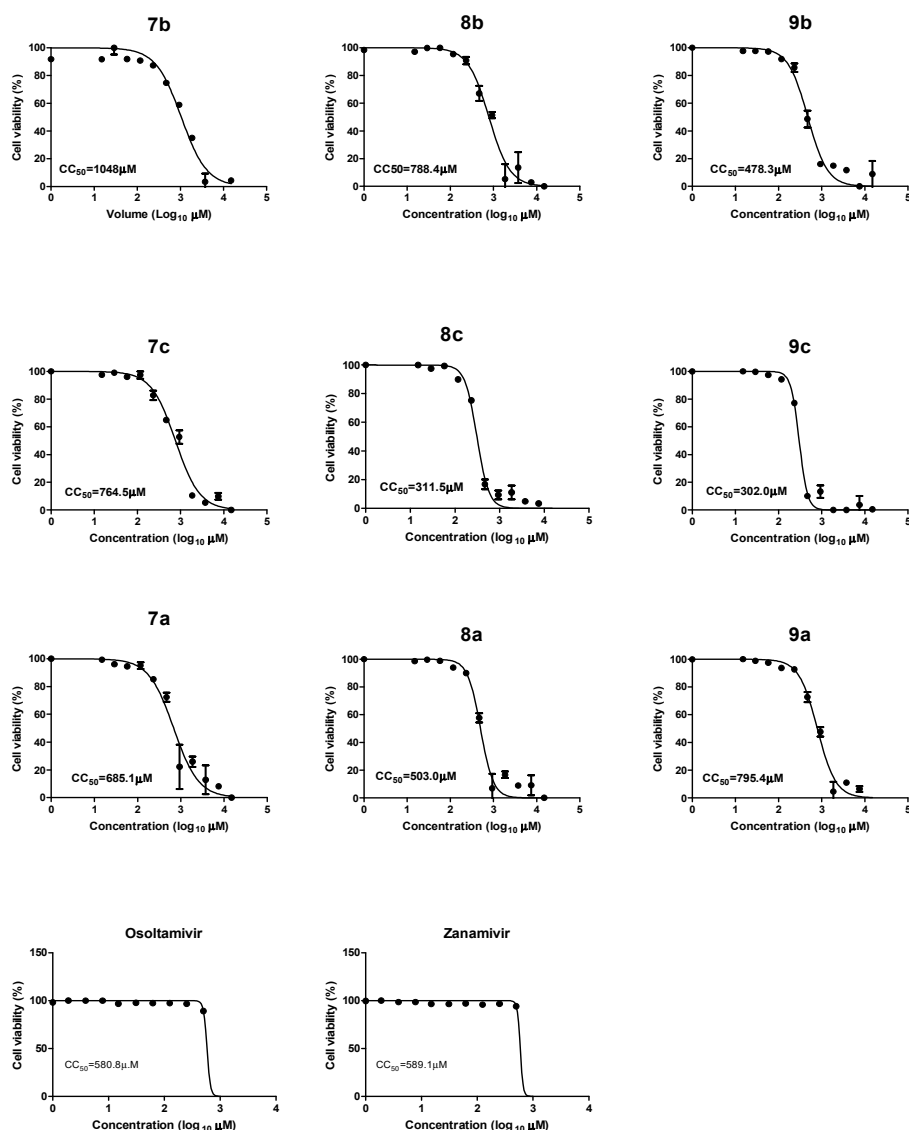 7b
Cell viability (%)
100
80
60
40
20
0
CC50=1048µM
0 1 2 3 4 5
Volume (Log10 µM)
8b
Cell viability (%)
100
80
60
40
20
0
CC50=788.4µM
0 1 2 3 4 5
Concentration (log10 µM)
9b
Cell viability (%)
100
80
60
40
20
0
CC50=478.3µM
0 1 2 3 4 5
Concentration (log10 µM)
7c
Cell viability (%)
100
80
60
40
20
0
CC50=764.5µM
0 1 2 3 4 5
Concentration (log10 µM)
8c
Cell viability (%)
100
80
60
40
20
0
CC50=311.5µM
0 1 2 3 4 5
Concentration (log10 µM)
9c
Cell viability (%)
100
80
60
40
20
0
CC50=302.0µM
0 1 2 3 4 5
Concentration (log10 µM)
7a
Cell viability (%)
100
80
60
40
20
0
CC50=685.1µM
0 1 2 3 4 5
Concentration (log10 µM)
8a
Cell viability (%)
100
80
60
40
20
0
CC50=503.0µM
0 1 2 3 4 5
Concentration (log10 µM)
9a
Cell viability (%)
100
80
60
40
20
0
CC50=795.4µM
0 1 2 3 4 5
Concentration (log10 µM)
Osoltamivir
Cell viability (%)
150
100
50
0
CC50=580.8µ.M
0 1 2 3 4
Concentration (log10 µM)
Zanamivir
Cell viability (%)
150
100
50
0
CC50=589.1µM
0 1 2 3 4
Concentration (log10 µM)